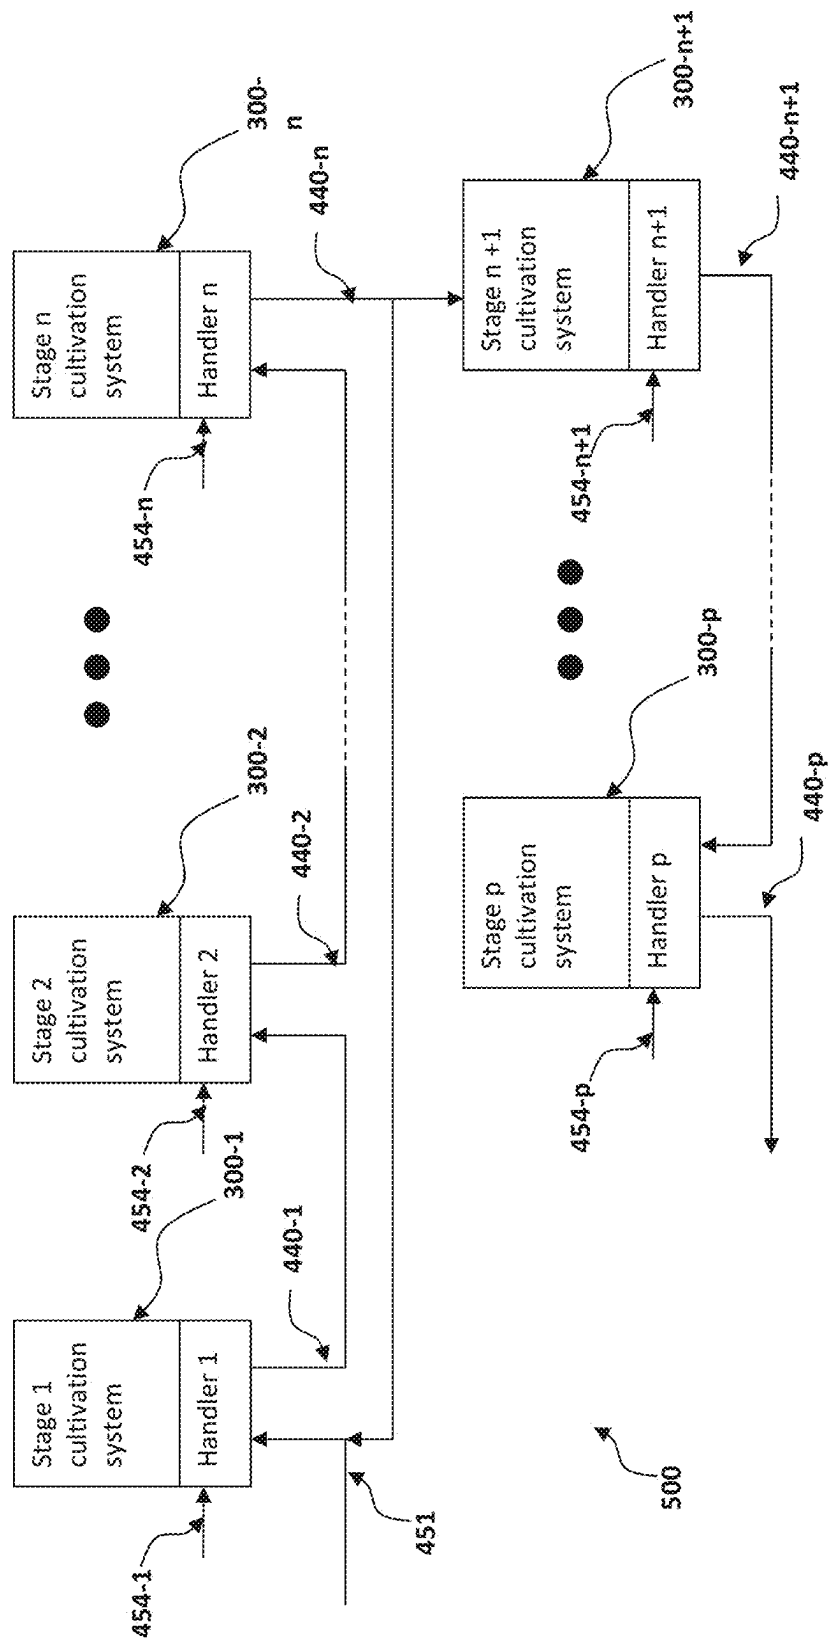 Stage 1
cultivation
system
Handler 1
454-1
300-1
440-1
451
Stage 2
cultivation
system
Handler 2
454-2
300-2
440-2
Stage n
cultivation
system
Handler n
454-n
300-
n
440-n
Stage n +1
cultivation
system
Handler n+1
454-n+1
300-n+1
440-n+1
Stage p
cultivation
system
Handler p
454-p
300-p
440-p
500